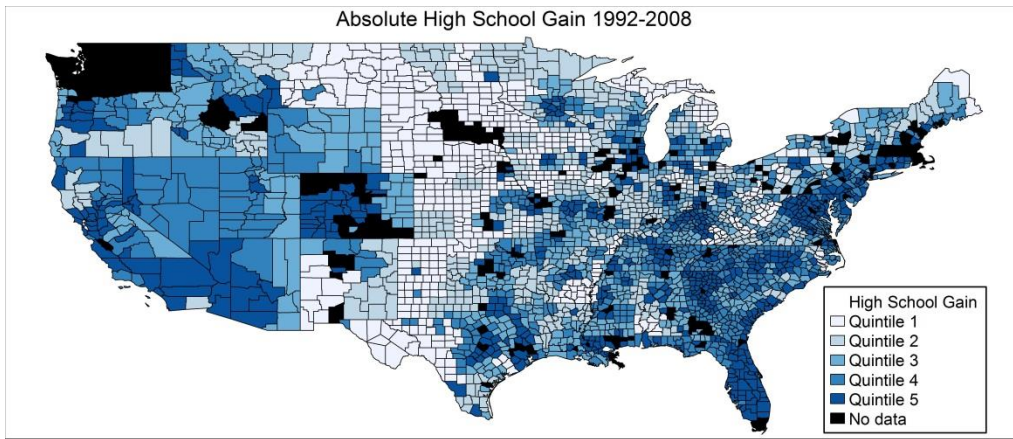 Absolute High School Gain 1992-2008
High School Gain
Quintile 1
Quintile 2
Quintile 3
Quintile 4
Quintile 5
No data